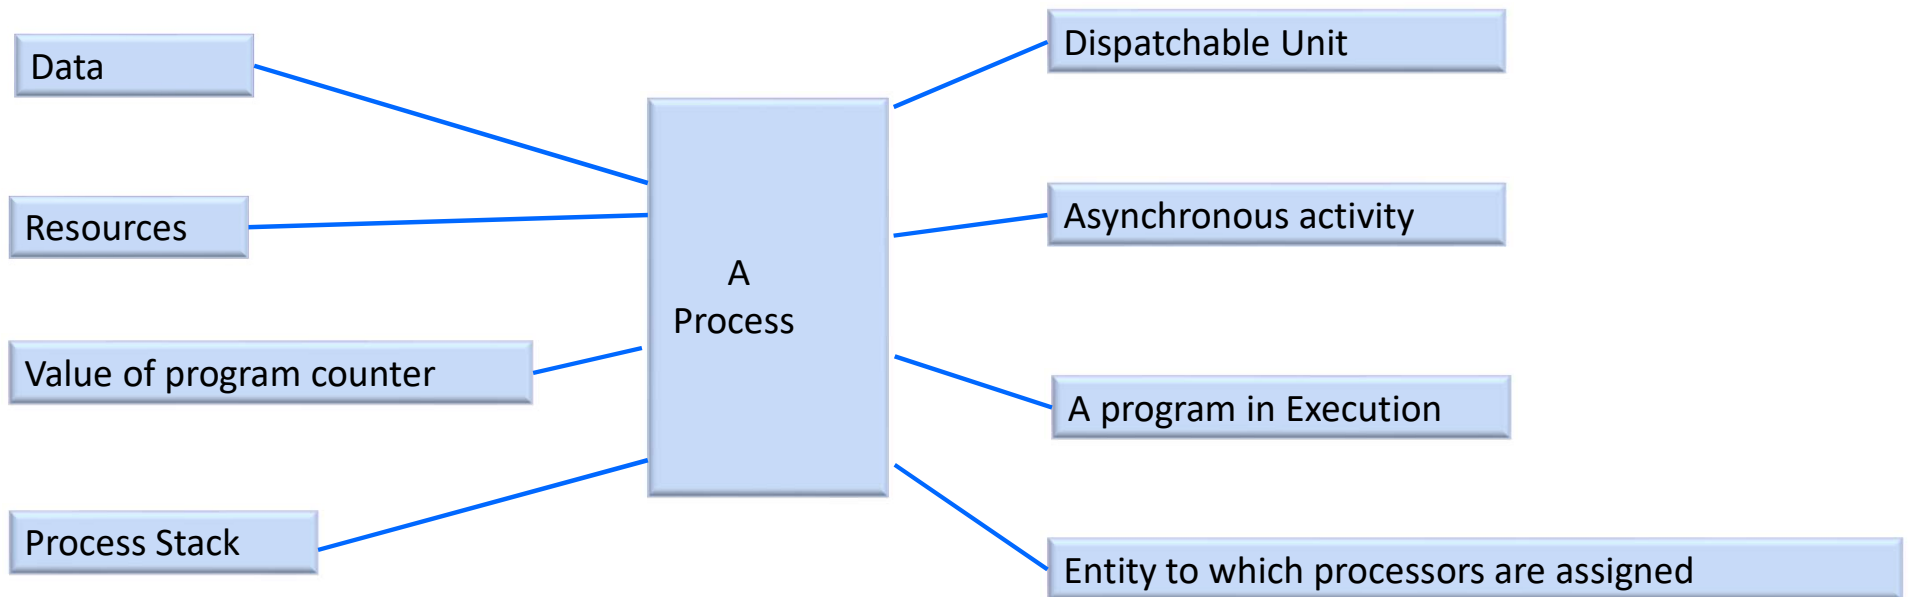 Data
Resources
Value of program counter
Process Stack
A
Process
Dispatchable Unit
Asynchronous activity
A program in Execution
Entity to which processors are assigned